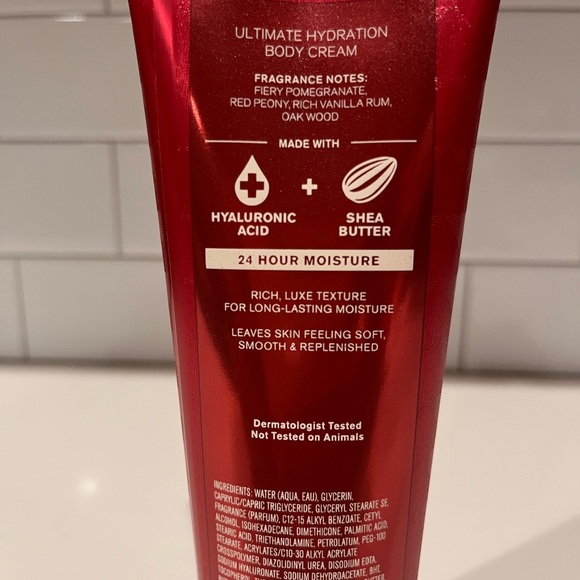 ULTIMATE HYDRATION
BODY CREAM
FRAGRANCE NOTES:
FIERY POMEGRANATE,
RED PEONY, RICH VANILLA RUM,
OAK WOOD
MADE WITH
HYALURONIC
ACID
+
SHEA
BUTTER
24 HOUR MOISTURE
RICH, LUXE TEXTURE
FOR LONG-LASTING MOISTURE
LEAVES SKIN FEELING SOFT,
SMOOTH & REPLENISHED
Dermatologist Tested
Not Tested on Animals
INGREDIENTS: WATER (AQUA, EAU), GLYCERIN,
CAPRYLIC/CAPRIC TRIGLYCERIDE, GLYCERYL STEARATE SE,
FRAGRANCE (PARFUM), C12-15 ALKYL BENZOATE, CETYL
ALCOHOL, ISOHEXADECANE, DIMETHICONE, PALMITIC ACID,
STEARIC ACID, TRIETHANOLAMINE, PETROLATUM, PEG-100
STEARATE, ACRYLATES/C10-30 ALKYL ACRYLATE
CROSSPOLYMER, DIAZOLIDINYL UREA, DISODIUM EDTA,
SODIUM HYALURONATE, SODIUM DEHYDROACETATE, BHT,